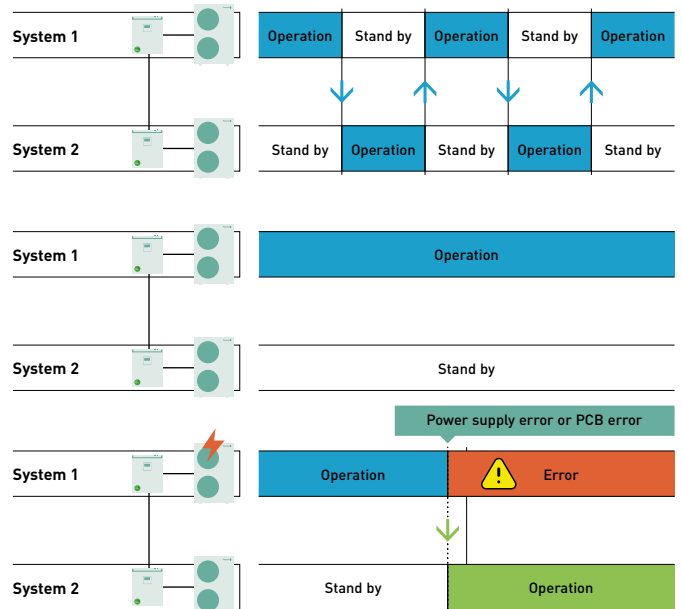 System 1
Operation Stand by Operation Stand by Operation
System 2
Stand by Operation Stand by Operation Stand by
System 1
Operation
System 2
Stand by
Power supply error or PCB error
System 1
Operation Error
System 2
Stand by Operation